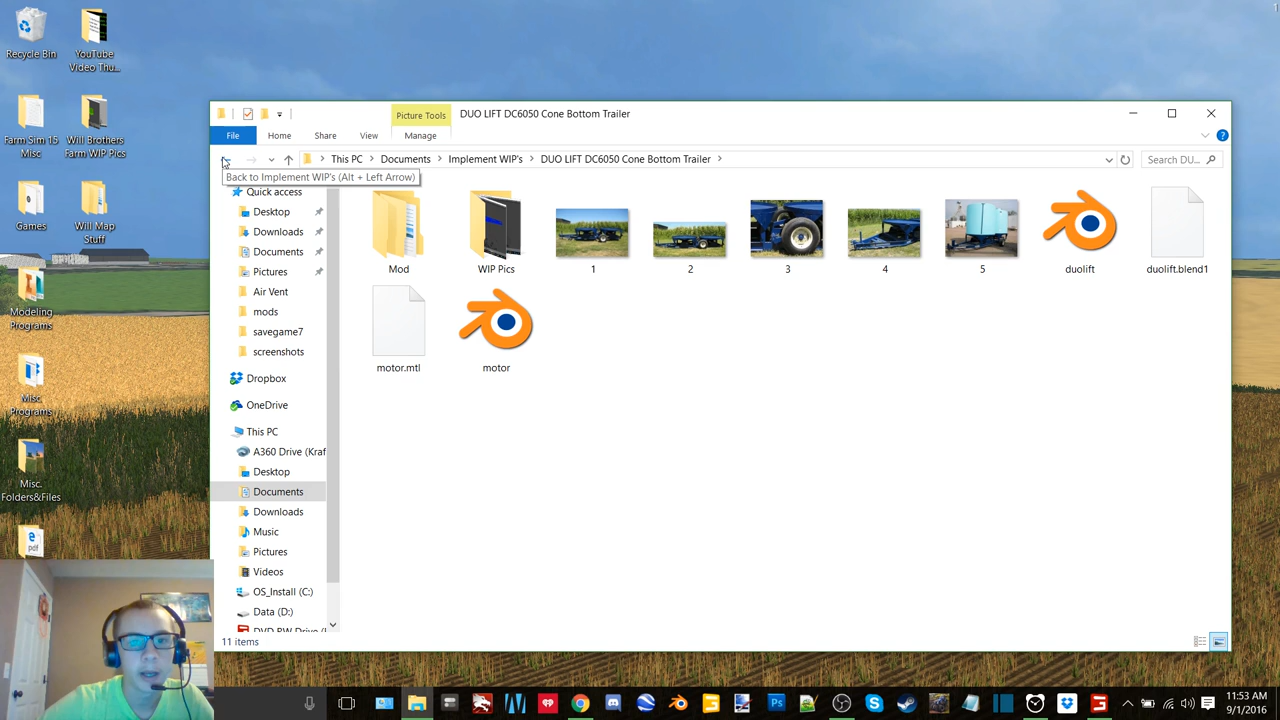 1
Recycle Bin
YouTube
Video Thu...
Farm Sim 15
Misc
Will Brothers
Farm WIP Pics
Games
Will Map
Stuff
Modeling
Programs
Misc.
Programs
Misc.
Folders&Files
pdf
Picture Tools
DUO LIFT DC6050 Cone Bottom Trailer
File
Home
Share
View
Manage
This PC
Documents
Implement WIP's
DUO LIFT DC6050 Cone Bottom Trailer
Search DU...
Back to Implement WIP's (Alt + Left Arrow)
Quick access
Desktop
Downloads
Documents
Pictures
Air Vent
mods
savegame7
screenshots
Dropbox
OneDrive
This PC
A360 Drive (Kraf
Desktop
Documents
Downloads
Music
Pictures
Videos
OS_Install (C:)
Data (D:)
Mod
WIP Pics
1
2
3
4
5
duolift
duolift.blend1
motor.mtl
motor
11 items
11:53 AM
9/1/2016